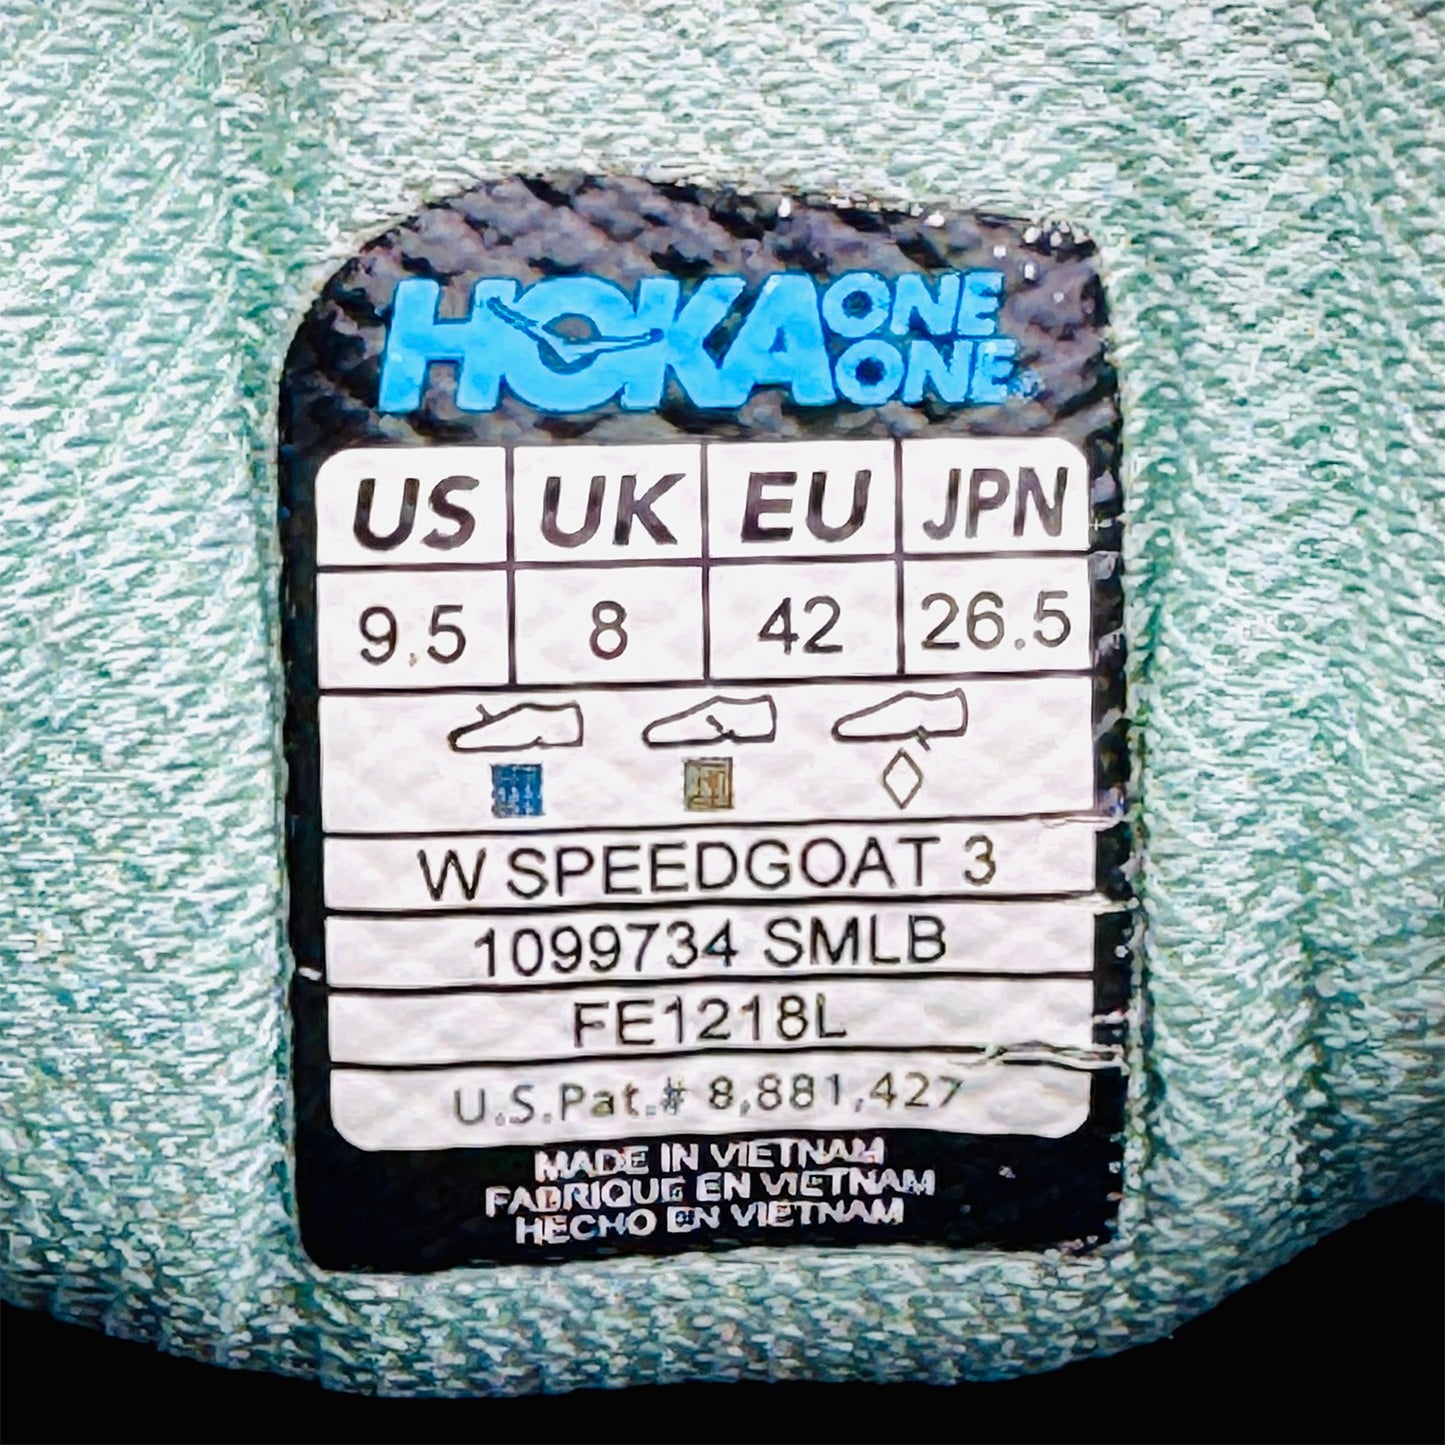 HOKA ONE ONE
US UK EU JPN
9.5 8 42 26.5
W SPEEDGOAT 3
1099734 SMLB
FE1218L
U.S.Pat.# 8,881,427
MADE IN VIETNAM
FABRIQUE EN VIETNAM
HECHO EN VIETNAM